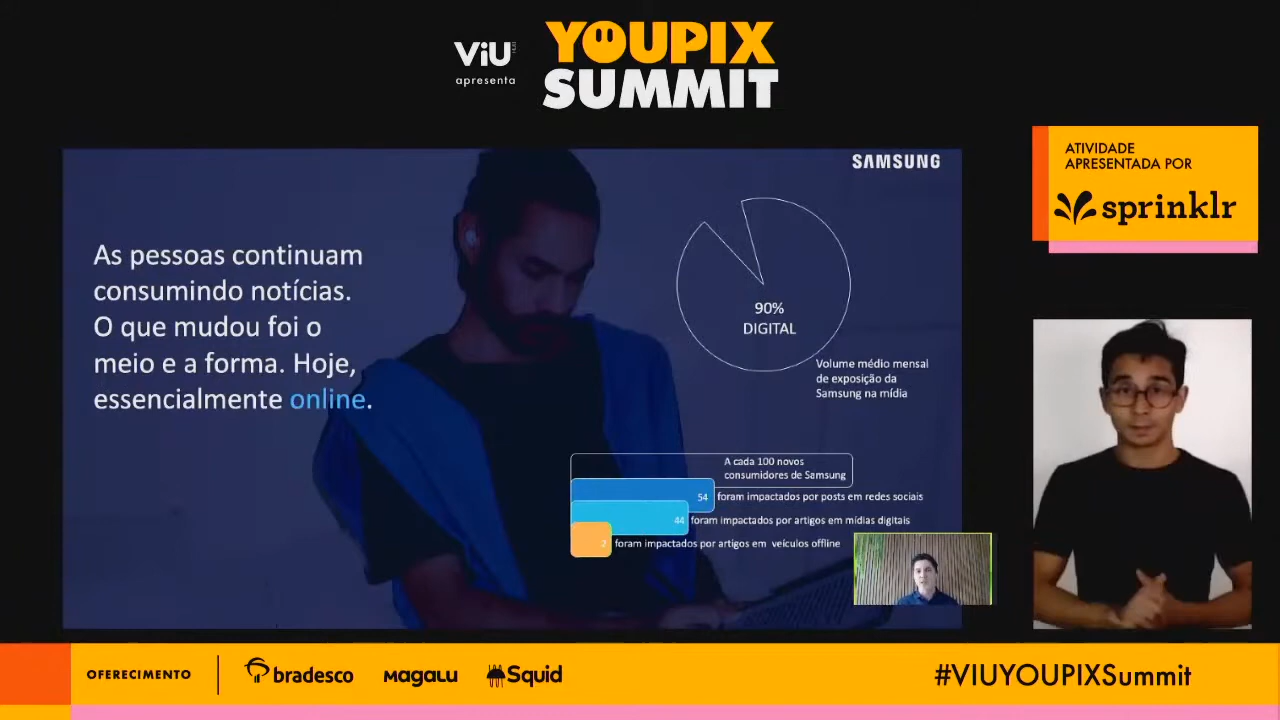 ViU
apresenta
YOUPIX
SUMMIT
ATIVIDADE
APRESENTADA POR
sprinklr
SAMSUNG
As pessoas continuam
consumindo notícias.
O que mudou foi o
meio e a forma. Hoje,
essencialmente online.
90%
DIGITAL
Volume médio mensal
de exposição da
Samsung na mídia
A cada 100 novos
consumidores de Samsung
54 foram impactados por posts em redes sociais
44 foram impactados por artigos em mídias digitais
2 foram impactados por artigos em veículos offline
OFERECIMENTO
bradesco
MAGALU
Squid
#VIUYOUPIXSummit